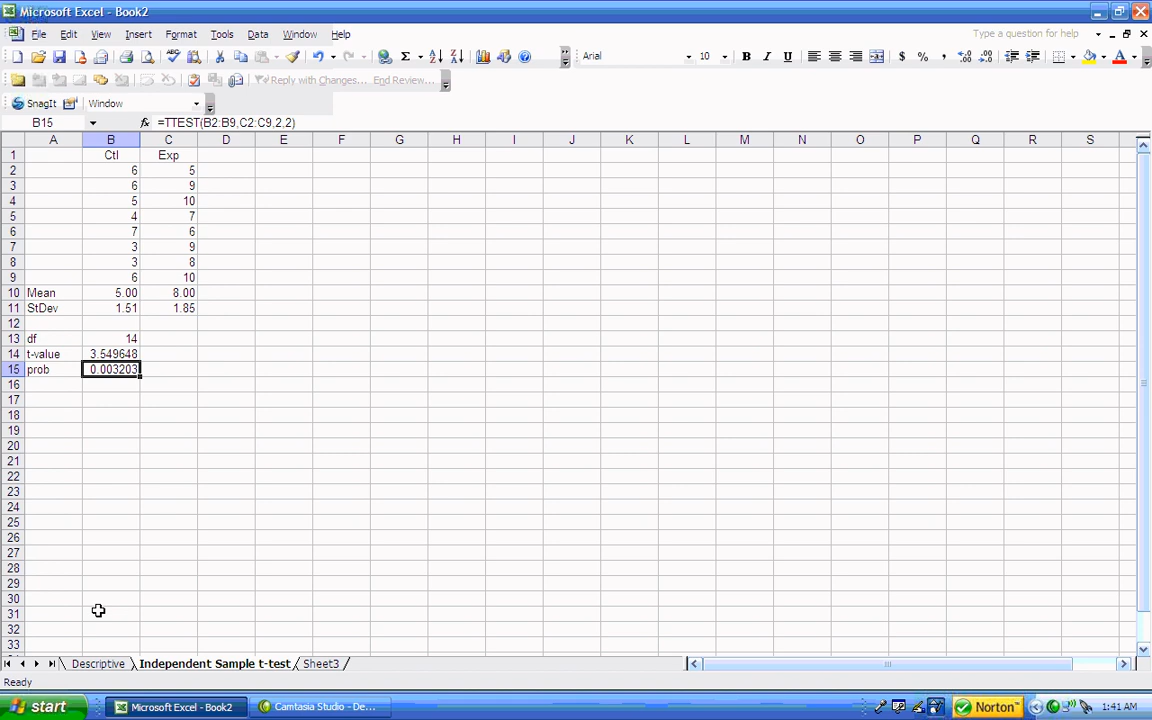 Microsoft Excel - Book2
File Edit View Insert Format Tools Data Window Help Type a question for help
Arial 10 B I U $ % ,
Reply with Changes... End Review...
SnagIt Window
B15 fx =TTEST(B2:B9,C2:C9,2,2)
A B C D E F G H I J K L M N O P Q R S
1 Ctl Exp
2 6 5
3 6 9
4 5 10
5 4 7
6 7 6
7 3 9
8 3 8
9 6 10
10 Mean 5.00 8.00
11 StDev 1.51 1.85
12
13 df 14
14 t-value 3.549648
15 prob 0.003203
16
17
18
19
20
21
22
23
24
25
26
27
28
29
30
31
32
33
Descriptive Independent Sample t-test Sheet3
Ready
start Microsoft Excel - Book2 Camtasia Studio - De... Norton 1:41 AM